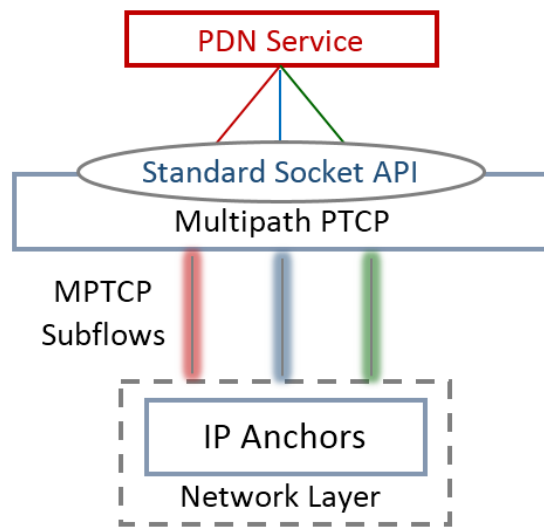 PDN Service
Standard Socket API
Multipath PTCP
MPTCP
Subflows
IP Anchors
Network Layer